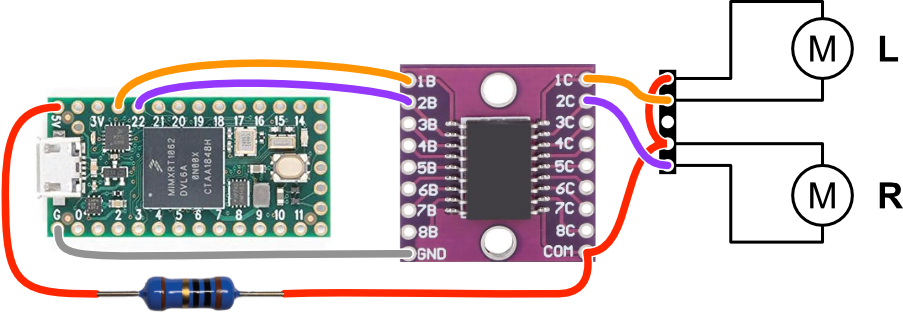 5V
3V 22 21 20 19 18 17 16 15 14
MIMXRT1062
DVL6A
0N00X
CTAA1848H
G 0 2 3 4 5 6 7 8 9 10 11
1B
2B
3B
4B
5B
6B
7B
8B
GND
1C
2C
3C
4C
5C
6C
7C
8C
COM
M L
M R